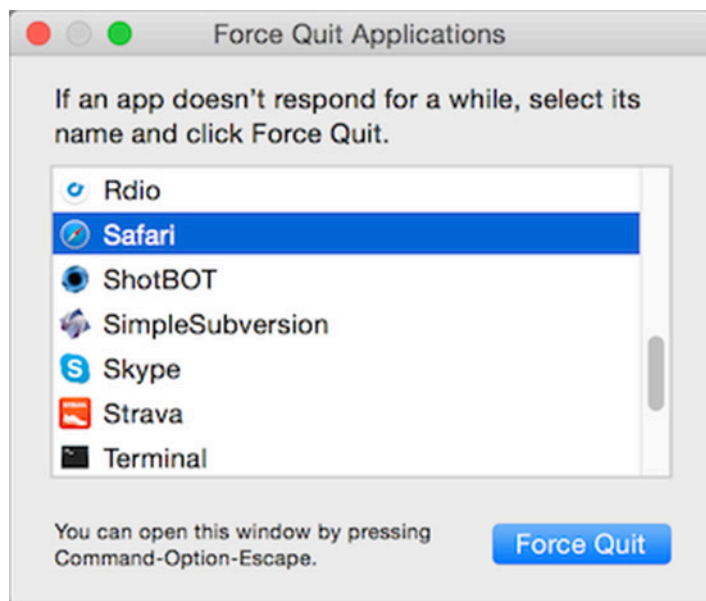 Force Quit Applications
If an app doesn’t respond for a while, select its
name and click Force Quit.
Rdio
Safari
ShotBOT
SimpleSubversion
Skype
Strava
Terminal
You can open this window by pressing
Command-Option-Escape.
Force Quit